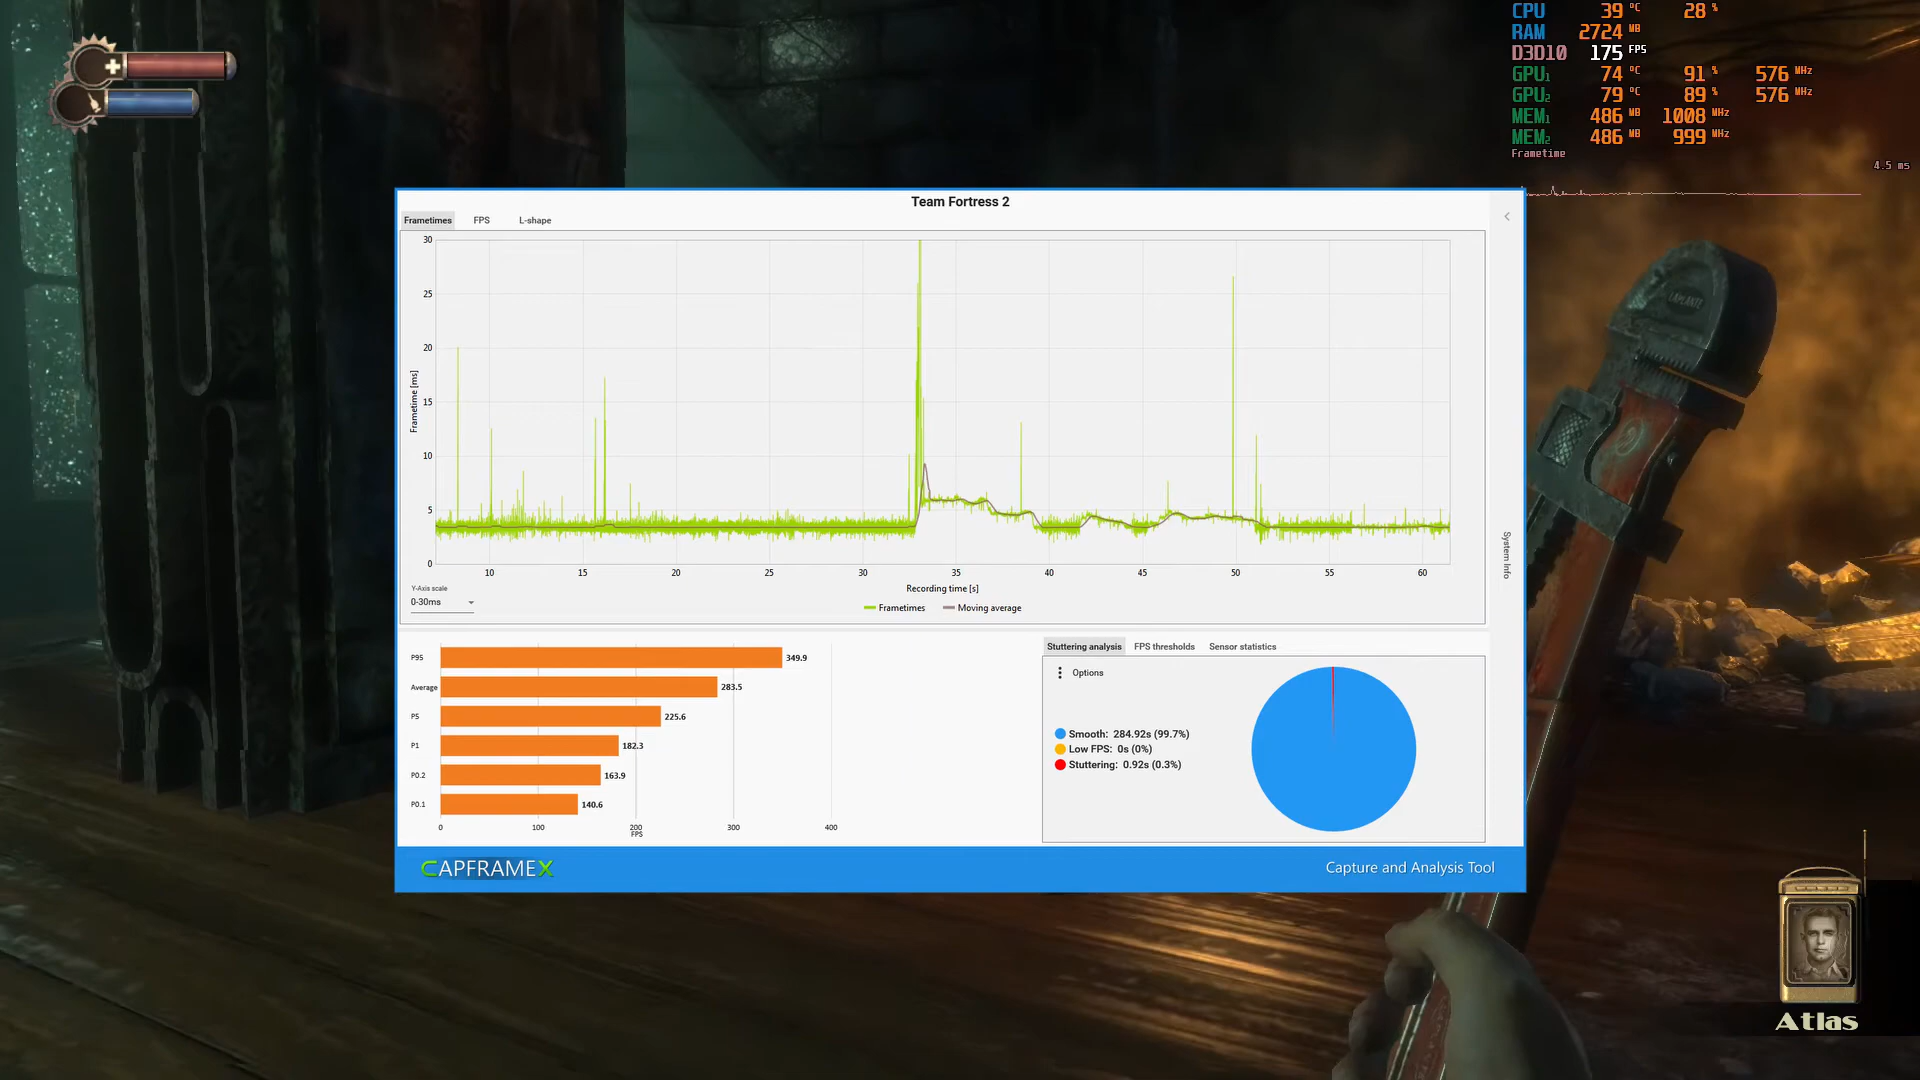 CPU 39 °C 28 %
RAM 2724 MB
D3D10 175 FPS
GPU1 74 °C 91 % 576 MHz
GPU2 79 °C 89 % 576 MHz
MEM1 486 MB 1008 MHz
MEM2 486 MB 999 MHz
Frametime
4.5 ms
Team Fortress 2
Frametimes FPS L-shape
30
25
20
15
10
5
0
Frametime [ms]
10 15 20 25 30 35 40 45 50 55 60
Recording time [s]
Frametimes Moving average
Y-Axis scale
0-30ms
System Info
P95 349.9
Average 283.5
P5 225.6
P1 182.3
P0.2 163.9
P0.1 140.6
0 100 200 300 400
FPS
Stuttering analysis FPS thresholds Sensor statistics
Options
Smooth: 284.92s (99.7%)
Low FPS: 0s (0%)
Stuttering: 0.92s (0.3%)
CAPFRAMEX
Capture and Analysis Tool
Atlas